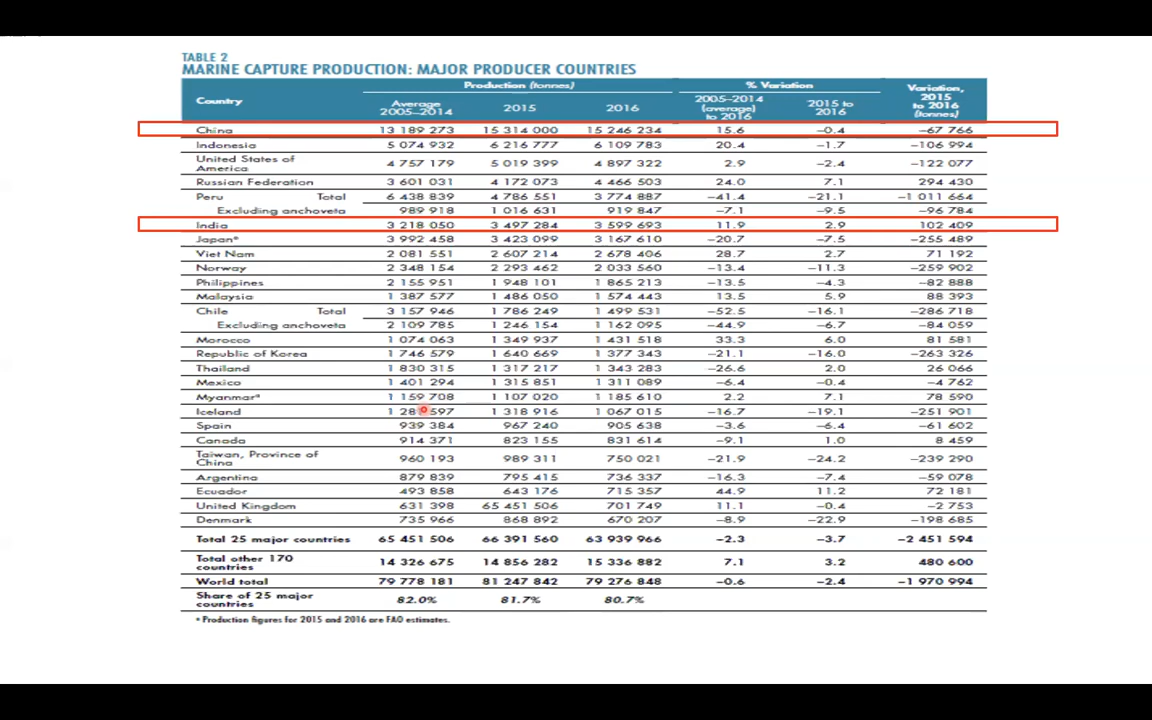 TABLE 2
MARINE CAPTURE PRODUCTION: MAJOR PRODUCER COUNTRIES
Country Production (tonnes) % Variation Variation, 2015 to 2016 (tonnes)
Average 2005–2014 2015 2016 2005–2014 (average) to 2016 2015 to 2016
China 13 189 273 15 314 000 15 246 234 15.6 –0.4 –67 766
Indonesia 5 074 932 6 216 777 6 109 783 20.4 –1.7 –106 994
United States of America 4 757 179 5 019 399 4 897 322 2.9 –2.4 –122 077
Russian Federation 3 601 031 4 172 073 4 466 503 24.0 7.1 294 430
Peru Total 6 438 839 4 786 551 3 774 887 –41.4 –21.1 –1 011 664
Excluding anchoveta 989 918 1 016 631 919 847 –7.1 –9.5 –96 784
India 3 218 050 3 497 284 3 599 693 11.9 2.9 102 409
Japan* 3 992 458 3 423 099 3 167 610 –20.7 –7.5 –255 489
Viet Nam 2 081 551 2 607 214 2 678 406 28.7 2.7 71 192
Norway 2 348 154 2 293 462 2 033 560 –13.4 –11.3 –259 902
Philippines 2 155 951 1 948 101 1 865 213 –13.5 –4.3 –82 888
Malaysia 1 387 577 1 486 050 1 574 443 13.5 5.9 88 393
Chile Total 3 157 946 1 786 249 1 499 531 –52.5 –16.1 –286 718
Excluding anchoveta 2 109 785 1 246 154 1 162 095 –44.9 –6.7 –84 059
Morocco 1 074 063 1 349 937 1 431 518 33.3 6.0 81 581
Republic of Korea 1 746 579 1 640 669 1 377 343 –21.1 –16.0 –263 326
Thailand 1 830 315 1 317 217 1 343 283 –26.6 2.0 26 066
Mexico 1 401 294 1 315 851 1 311 089 –6.4 –0.4 –4 762
Myanmar* 1 159 708 1 107 020 1 185 610 2.2 7.1 78 590
Iceland 1 318 916 1 067 015 –16.7 –19.1 –251 901
Spain 939 384 967 240 905 638 –3.6 –6.4 –61 602
Canada 914 371 823 155 831 614 –9.1 1.0 8 459
Taiwan, Province of China 960 193 989 311 750 021 –21.9 –24.2 –239 290
Argentina 879 839 795 415 736 337 –16.3 –7.4 –59 078
Ecuador 493 858 643 176 715 357 44.9 11.2 72 181
United Kingdom 631 398 65 451 506 701 749 11.1 –0.4 –2 753
Denmark 735 966 868 892 670 207 –8.9 –22.9 –198 685
Total 25 major countries 65 451 506 66 391 560 63 939 966 –2.3 –3.7 –2 451 594
Total other 170 countries 14 326 675 14 856 282 15 336 882 7.1 3.2 480 600
World total 79 778 181 81 247 842 79 276 848 –0.6 –2.4 –1 970 994
Share of 25 major countries 82.0% 81.7% 80.7%
* Production figures for 2015 and 2016 are FAO estimates.